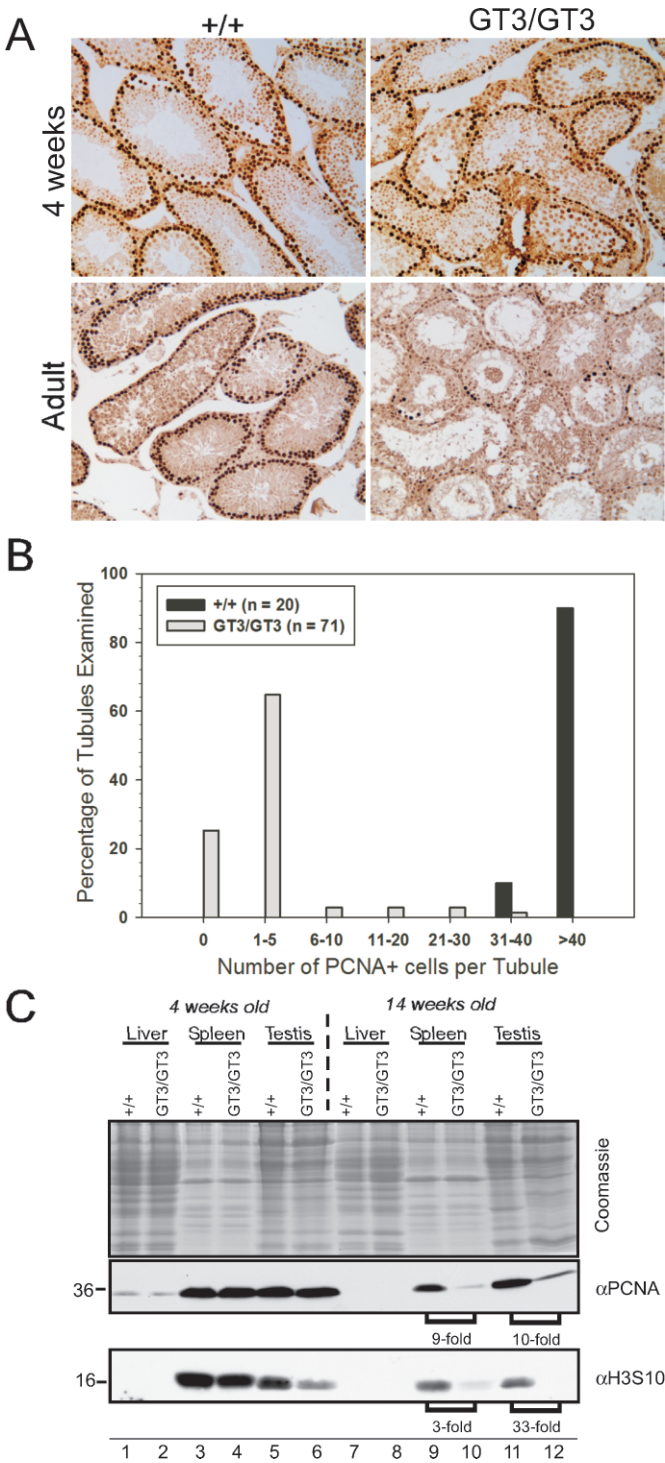 A
+/+
GT3/GT3
4 weeks
Adult
B
100
80
60
40
20
0
Percentage of Tubules Examined
+/+ (n = 20)
GT3/GT3 (n = 71)
0 1-5 6-10 11-20 21-30 31-40 >40
Number of PCNA+ cells per Tubule
C
4 weeks old 14 weeks old
Liver Spleen Testis Liver Spleen Testis
+/+ GT3/GT3 +/+ GT3/GT3 +/+ GT3/GT3 +/+ GT3/GT3 +/+ GT3/GT3 +/+ GT3/GT3
Coomassie
36 αPCNA
9-fold 10-fold
16 αH3S10
3-fold 33-fold
1 2 3 4 5 6 7 8 9 10 11 12